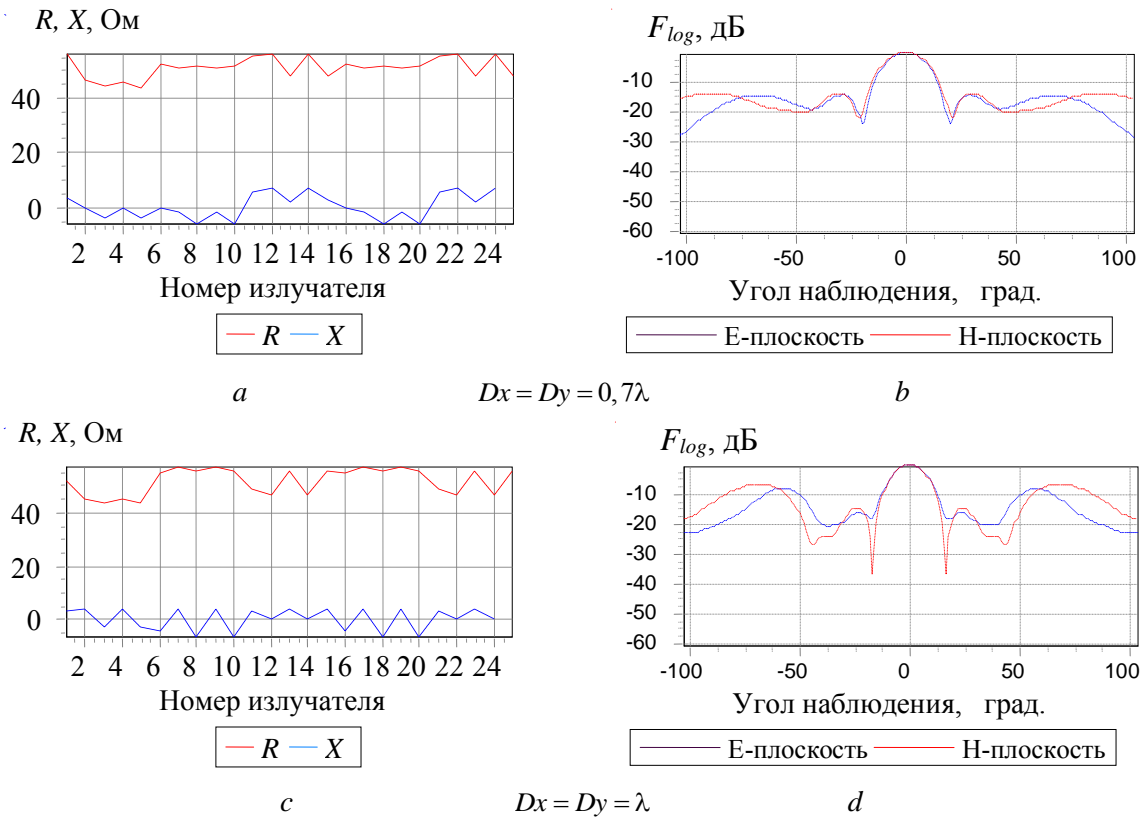 R, X, Ом
40
20
0
2 4 6 8 10 12 14 16 18 20 22 24
Номер излучателя
R X
a
F_log, дБ
-10
-20
-30
-40
-50
-60
-100 -50 0 50 100
Угол наблюдения, град.
Е-плоскость Н-плоскость
b
Dx = Dy = 0,7λ
R, X, Ом
40
20
0
2 4 6 8 10 12 14 16 18 20 22 24
Номер излучателя
R X
c
F_log, дБ
-10
-20
-30
-40
-50
-60
-100 -50 0 50 100
Угол наблюдения, град.
Е-плоскость Н-плоскость
d
Dx = Dy = λ